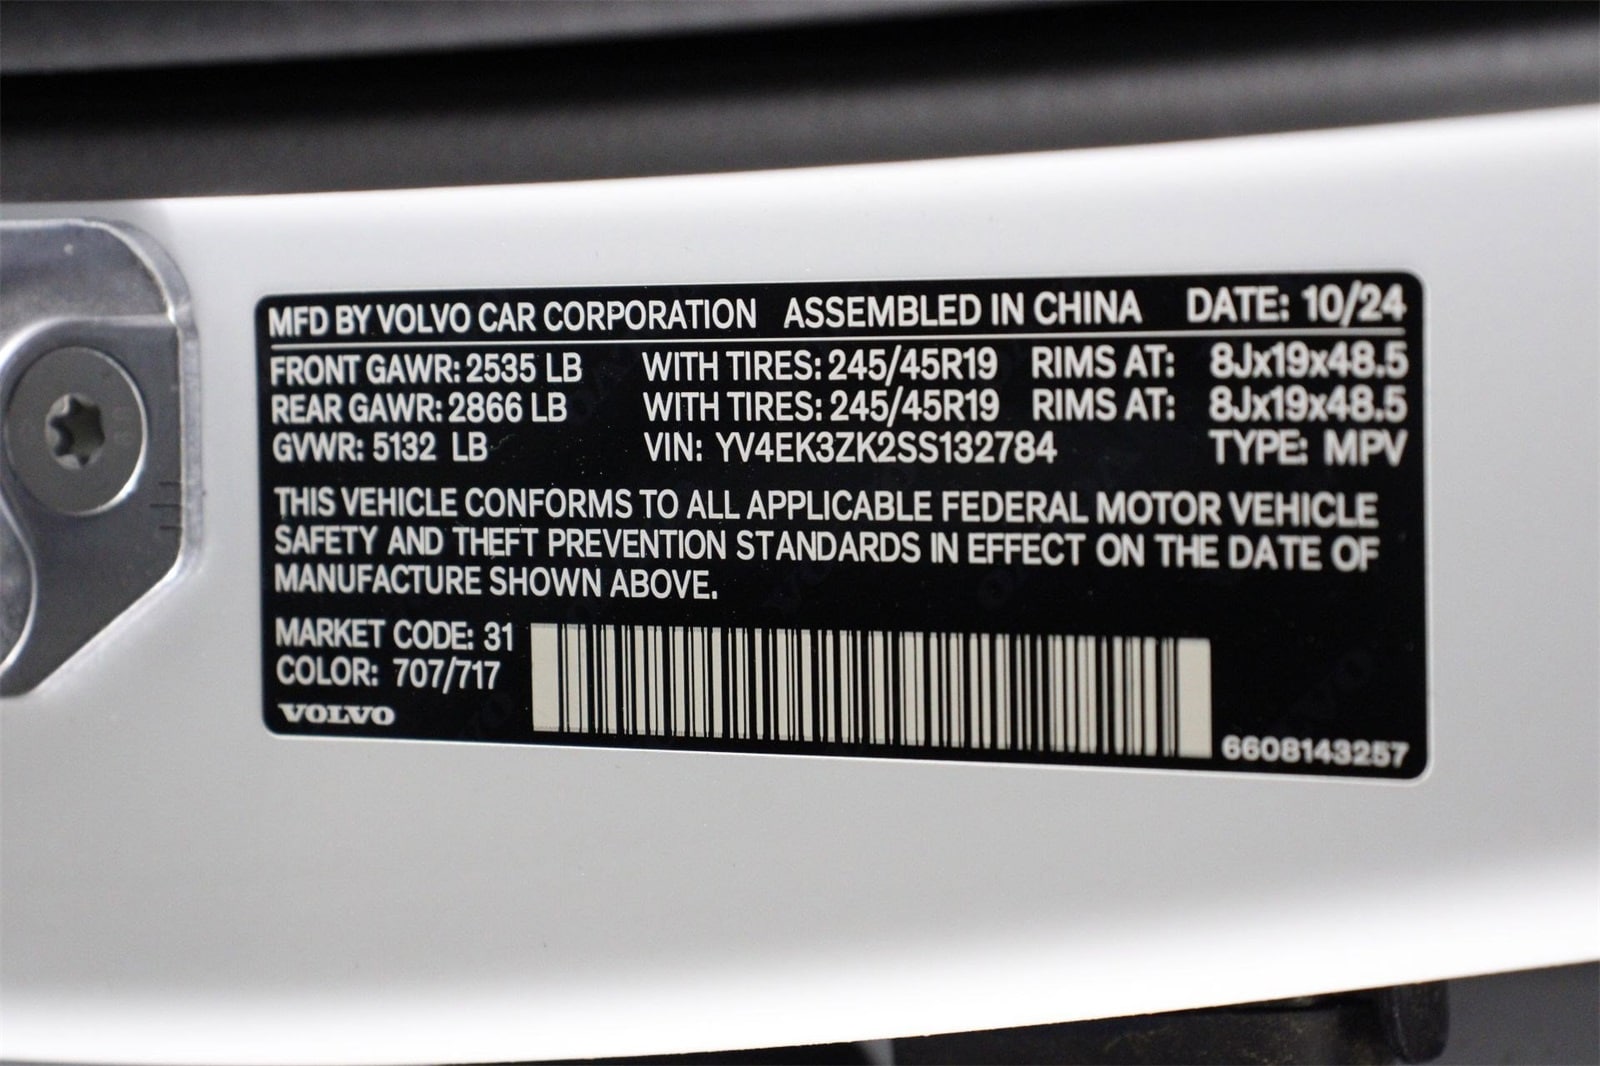 MFD BY VOLVO CAR CORPORATION ASSEMBLED IN CHINA DATE: 10/24
FRONT GAWR: 2535 LB WITH TIRES: 245/45R19 RIMS AT: 8Jx19x48.5
REAR GAWR: 2866 LB WITH TIRES: 245/45R19 RIMS AT: 8Jx19x48.5
GVWR: 5132 LB VIN: YV4EK3ZK2SS132784 TYPE: MPV
THIS VEHICLE CONFORMS TO ALL APPLICABLE FEDERAL MOTOR VEHICLE
SAFETY AND THEFT PREVENTION STANDARDS IN EFFECT ON THE DATE OF
MANUFACTURE SHOWN ABOVE.
MARKET CODE: 31
COLOR: 707/717
VOLVO
6608143257